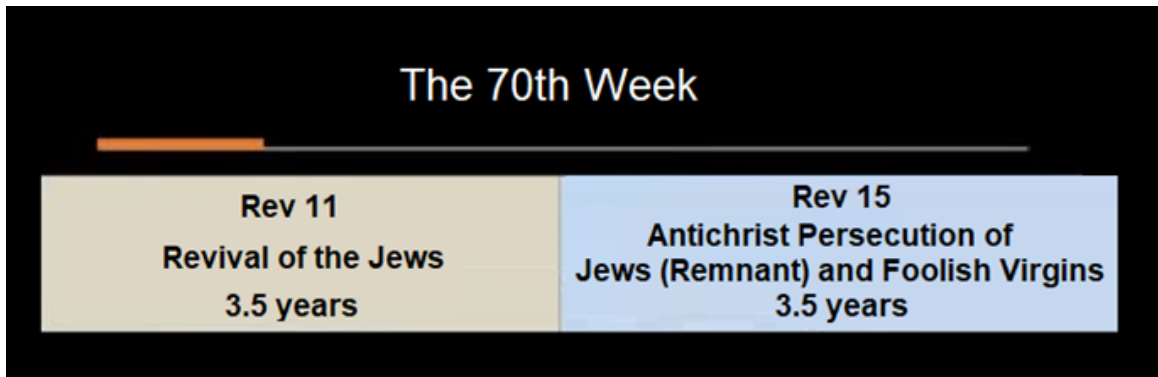 The 70th Week
Rev 11
Revival of the Jews
3.5 years
Rev 15
Antichrist Persecution of
Jews (Remnant) and Foolish Virgins
3.5 years